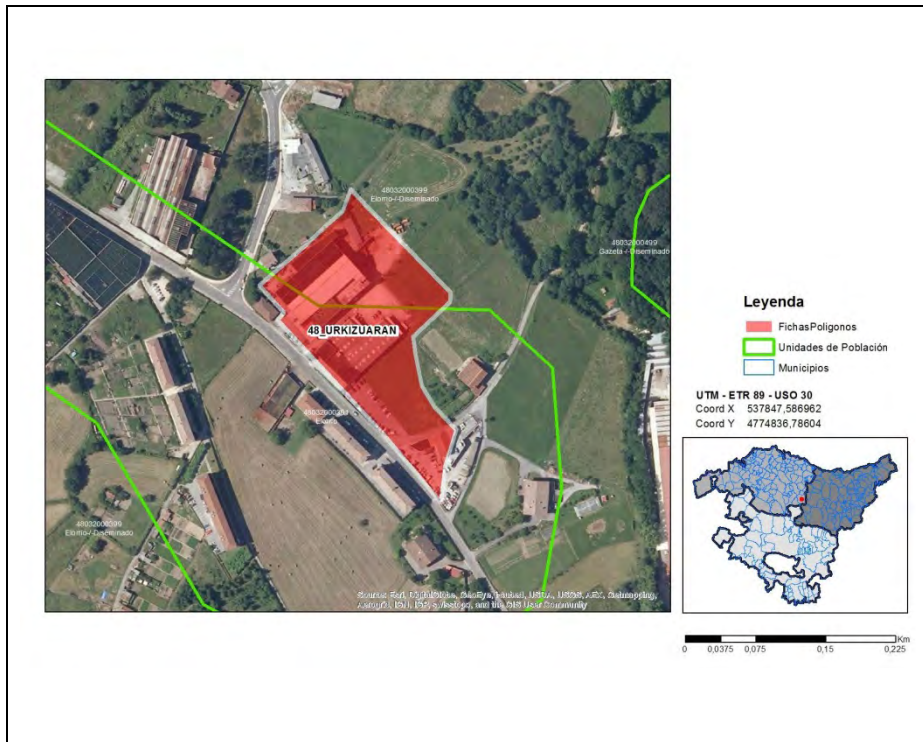 48032000399
Elorrio-/-Diseminado
48032000499
Gazeta-/-Diseminado
48_URKIZUARAN
Elorrio
48032000399
Elorrio-/-Diseminado
Leyenda
FichasPoligonos
Unidades de Población
Municipios
UTM - ETR 89 - USO 30
Coord X 537847,586962
Coord Y 4774836,78604
Km
0 0,0375 0,075 0,15 0,225